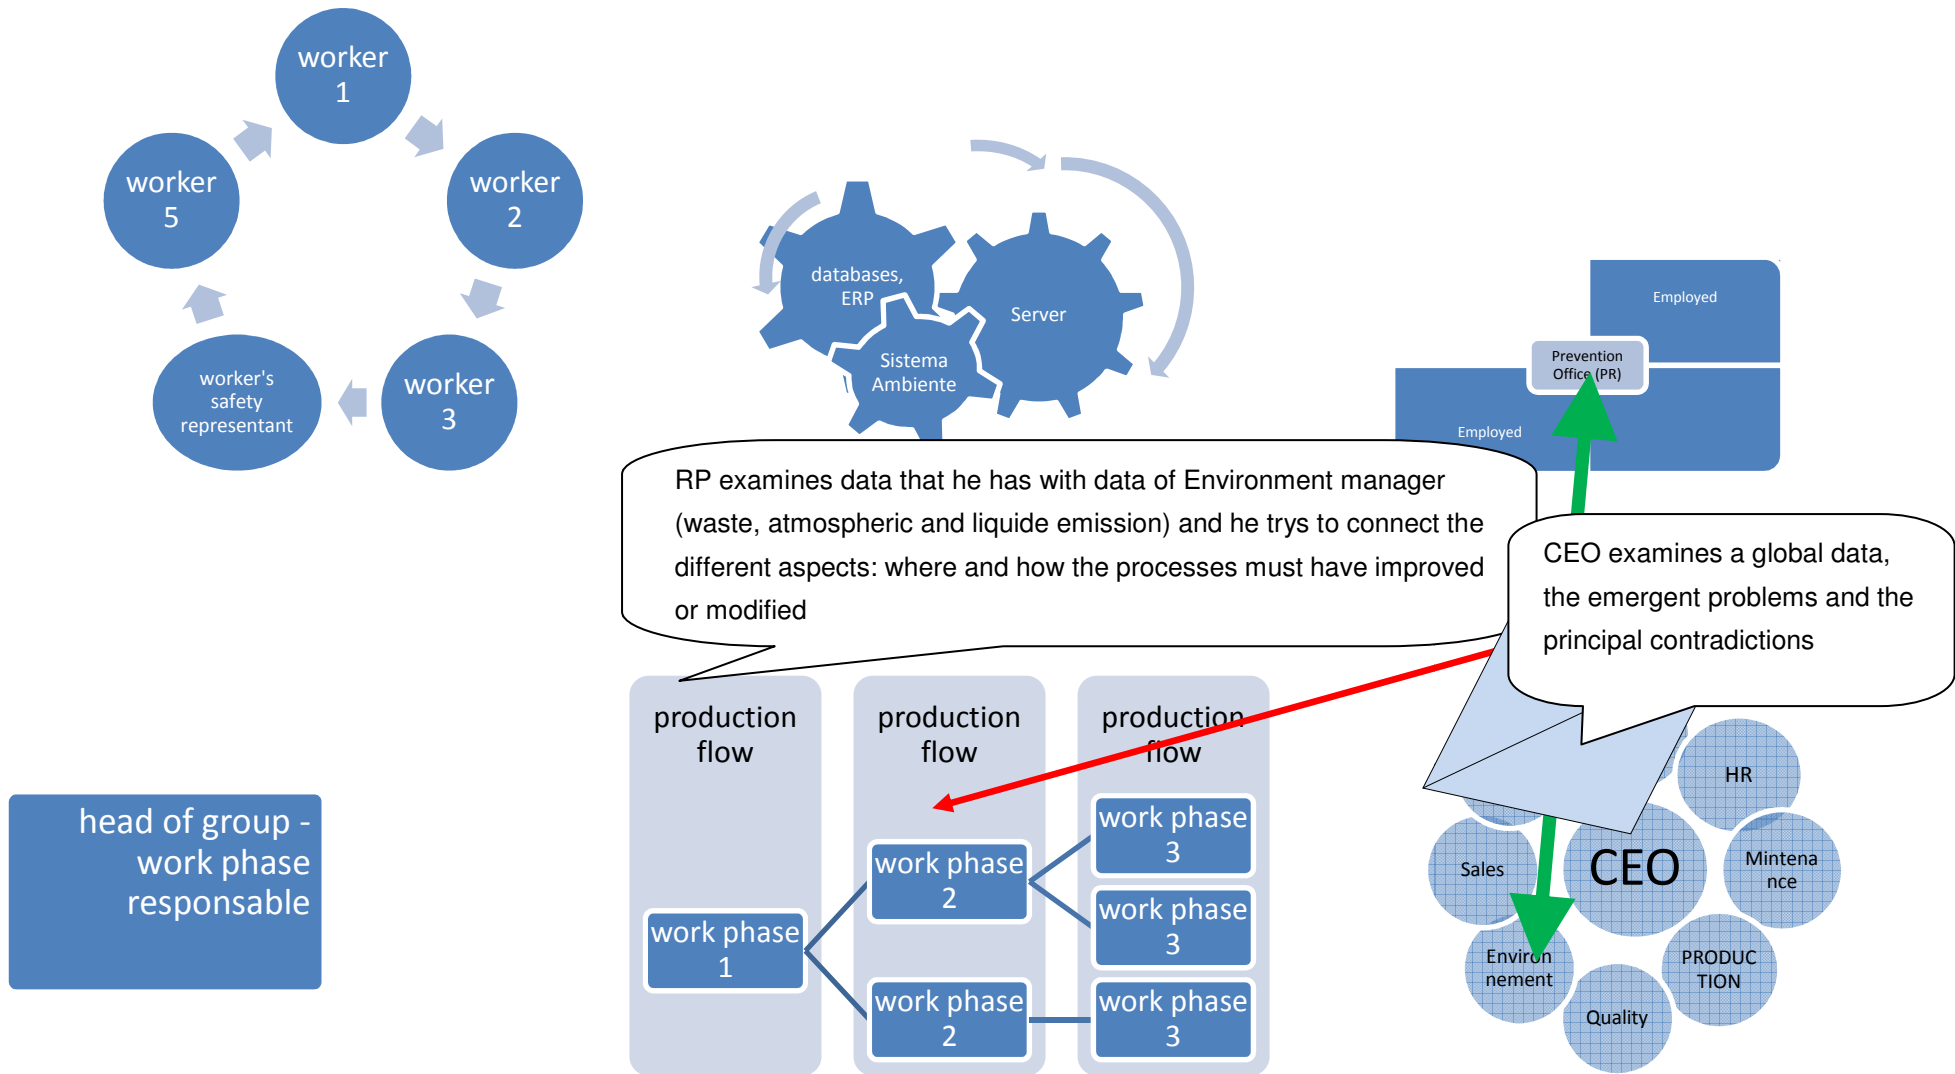 worker
1
worker
5
worker
2
worker's
safety
representant
worker
3
databases,
ERP
Server
Sistema
Ambiente
Employed
Prevention
Office (PR)
Employed
RP examines data that he has with data of Environment manager
(waste, atmospheric and liquide emission) and he trys to connect the
different aspects: where and how the processes must have improved
or modified
CEO examines a global data,
the emergent problems and the
principal contradictions
production
flow
production
flow
production
flow
work phase
1
work phase
2
work phase
2
work phase
3
work phase
3
work phase
3
head of group -
work phase
responsable
HR
Sales
CEO
Mintena
nce
Environ
nement
PRODUC
TION
Quality